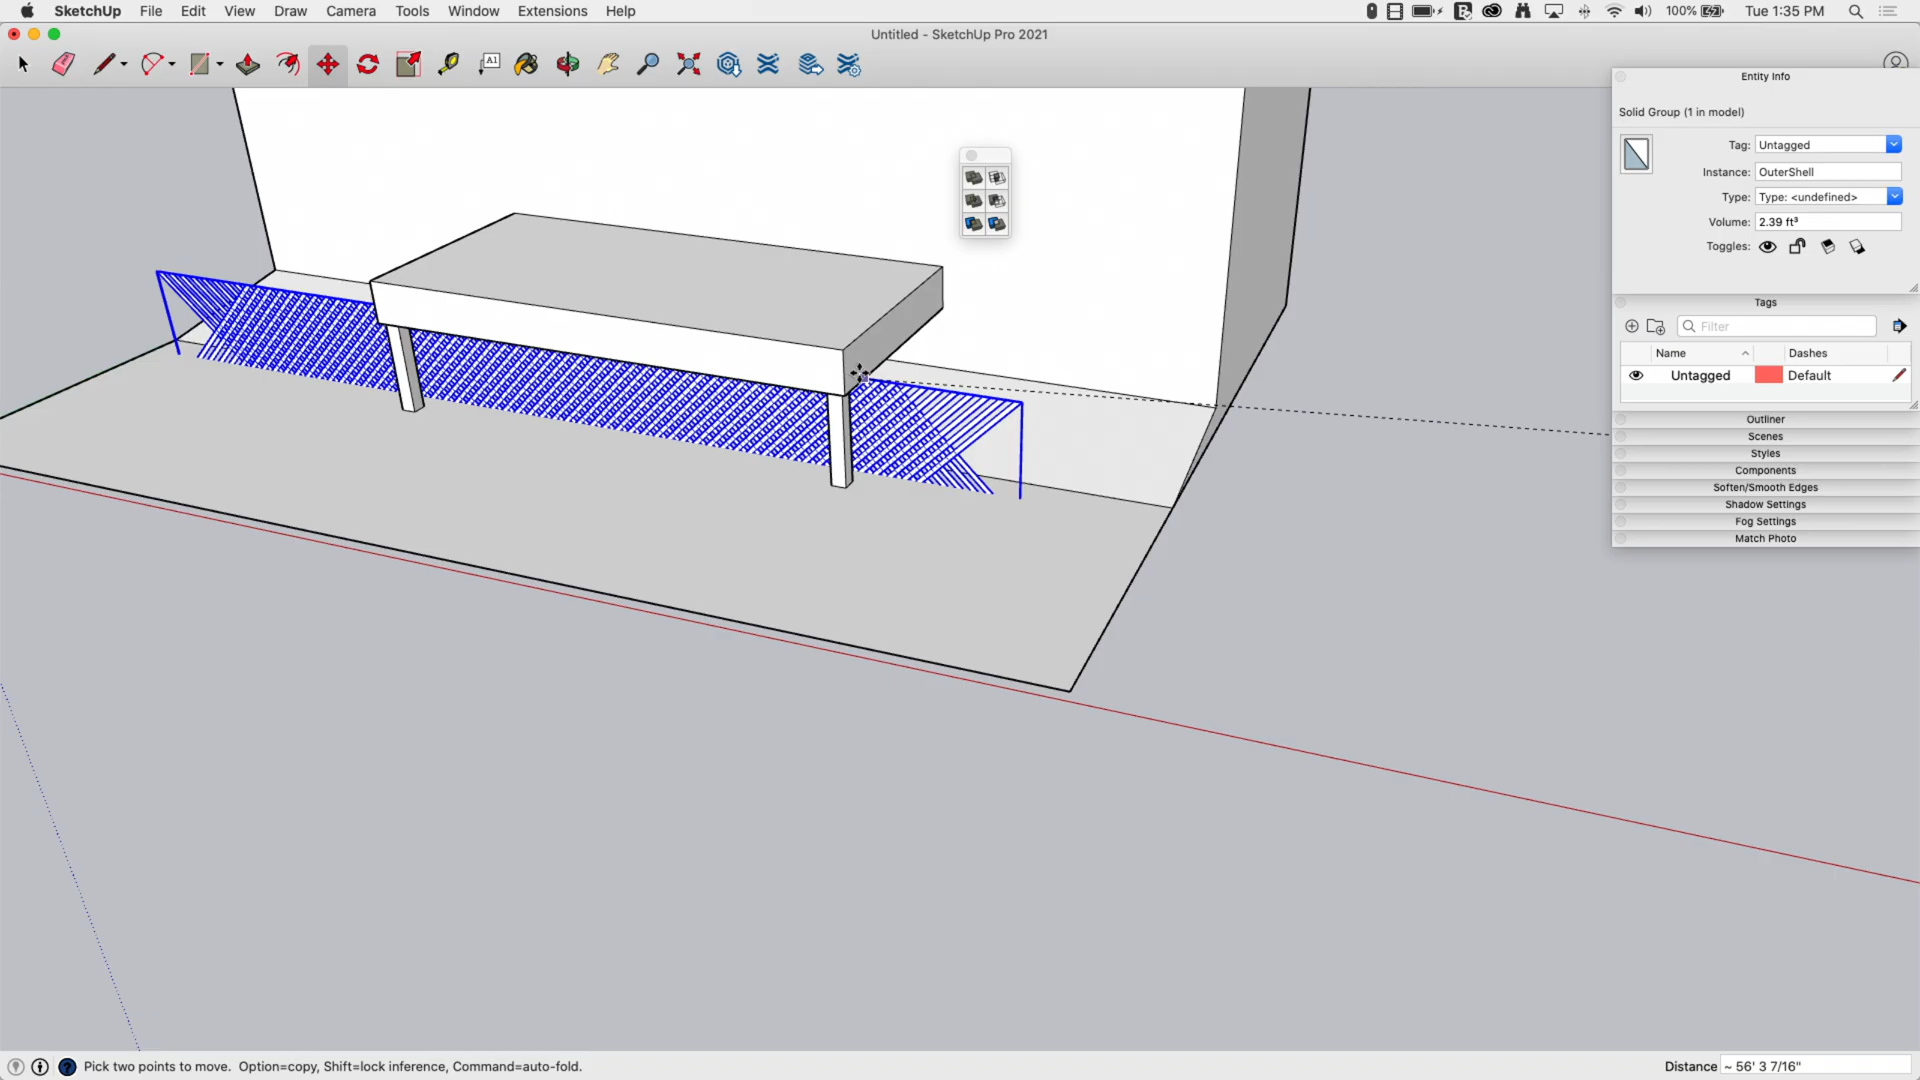 SketchUp File Edit View Draw Camera Tools Window Extensions Help
100% Tue 1:35 PM
Untitled - SketchUp Pro 2021
A1
Entity Info
Solid Group (1 in model)
Tag: Untagged
Instance: OuterShell
Type: Type: <undefined>
Volume: 2.39 ft³
Toggles:
Tags
Filter
Name Dashes
Untagged Default
Outliner
Scenes
Styles
Components
Soften/Smooth Edges
Shadow Settings
Fog Settings
Match Photo
Pick two points to move. Option=copy, Shift=lock inference, Command=auto-fold.
Distance ~ 56' 3 7/16"